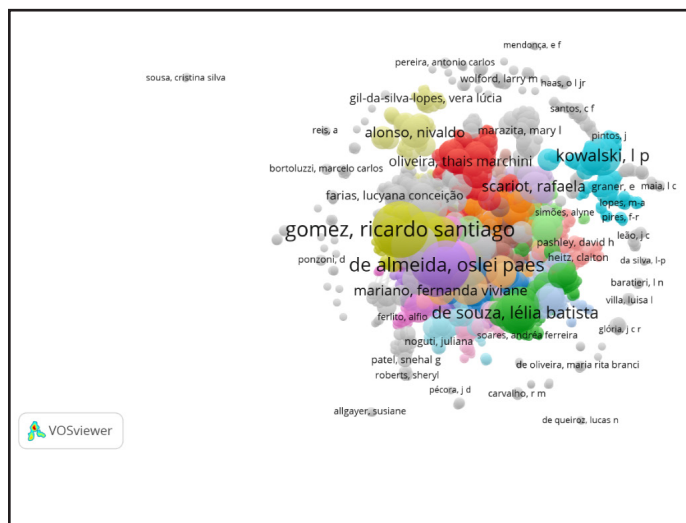 mendonça, e f
pereira, antonio carlos
sousa, cristina silva
wolford, larry m
haas, o l jr
gil-da-silva-lopes, vera lúcia
santos, c f
reis, a
alonso, nivaldo
marazita, mary l
pintos, j
oliveira, thais marchini
kowalski, l p
bortoluzzi, marcelo carlos
scariot, rafaela
graner, e
maia, l c
farias, lucyana conceição
lopes, m-a
simões, alyne
pires, f-r
gomez, ricardo santiago
leão, j c
pashley, david h
ponzoni, d
heitz, claiton
da silva, l-p
de almeida, oslei paes
baratieri, l n
mariano, fernanda viviane
villa, luisa l
ferlito, alfio
de souza, lélia batista
glória, j c r
noguti, juliana
soares, andréa ferreira
patel, snehal g
de oliveira, maria rita branci
roberts, sheryl
pécora, j d
carvalho, r m
allgayer, susiane
de queiroz, lucas n
VOSviewer